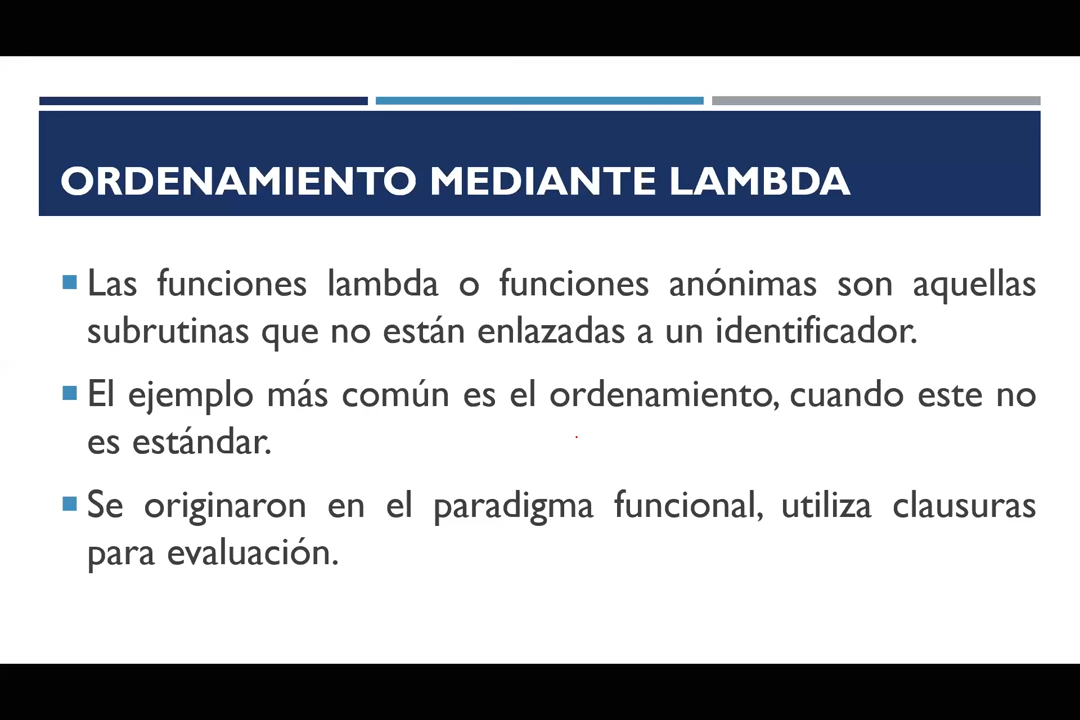 ORDENAMIENTO MEDIANTE LAMBDA
Las funciones lambda o funciones anónimas son aquellas
subrutinas que no están enlazadas a un identificador.
El ejemplo más común es el ordenamiento, cuando este no
es estándar.
Se originaron en el paradigma funcional, utiliza clausuras
para evaluación.